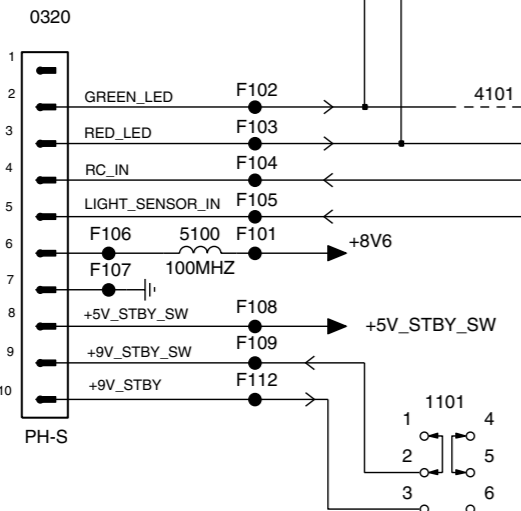 0320
1
2 GREEN_LED F102 4101
3 RED_LED F103
4 RC_IN F104
5 LIGHT_SENSOR_IN F105
6 F106 5100 F101 +8V6
100MHZ
7 F107
8 +5V_STBY_SW F108 +5V_STBY_SW
9 +9V_STBY_SW F109
10 +9V_STBY F112
1101
1 4
PH-S
2 5
3 6